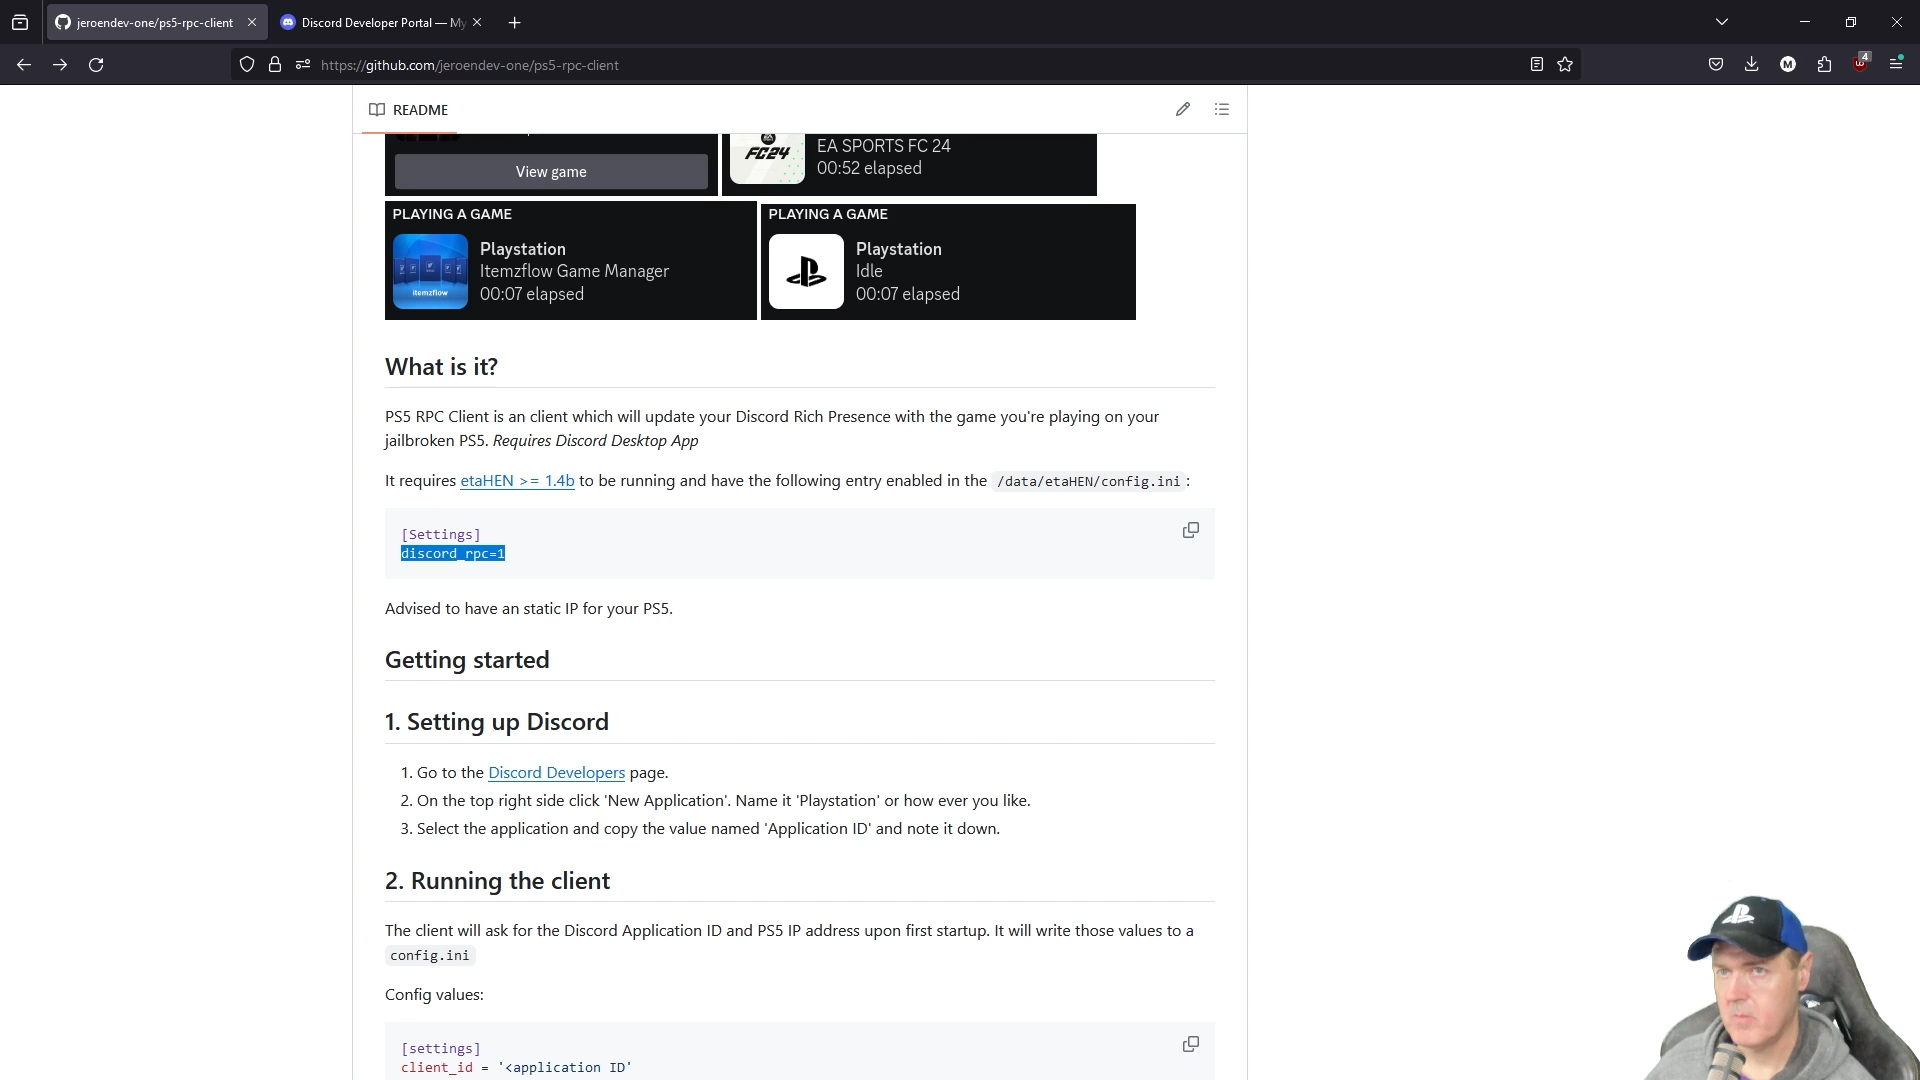 jeroendev-one/ps5-rpc-client
Discord Developer Portal — My
https://github.com/jeroendev-one/ps5-rpc-client
4
M
README
View game
FC24
EA SPORTS FC 24
00:52 elapsed
PLAYING A GAME
Playstation
Itemzflow Game Manager
00:07 elapsed
itemzflow
PLAYING A GAME
Playstation
Idle
00:07 elapsed
What is it?
PS5 RPC Client is an client which will update your Discord Rich Presence with the game you're playing on your
jailbroken PS5. Requires Discord Desktop App
It requires etaHEN >= 1.4b to be running and have the following entry enabled in the /data/etaHEN/config.ini :
[Settings]
discord_rpc=1
Advised to have an static IP for your PS5.
Getting started
1. Setting up Discord
1. Go to the Discord Developers page.
2. On the top right side click 'New Application'. Name it 'Playstation' or how ever you like.
3. Select the application and copy the value named 'Application ID' and note it down.
2. Running the client
The client will ask for the Discord Application ID and PS5 IP address upon first startup. It will write those values to a
config.ini
Config values:
[settings]
client_id = '<application ID'